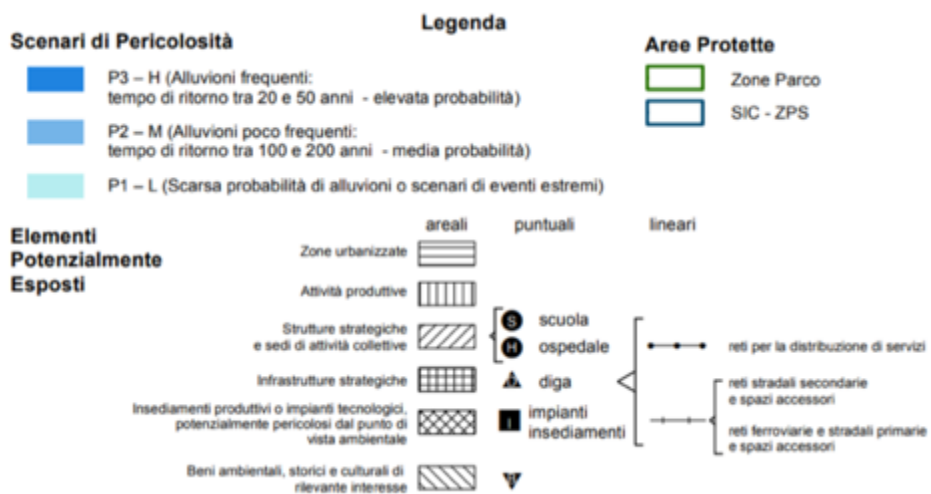 Legenda
Scenari di Pericolosità
P3 – H (Alluvioni frequenti:
tempo di ritorno tra 20 e 50 anni - elevata probabilità)
P2 – M (Alluvioni poco frequenti:
tempo di ritorno tra 100 e 200 anni - media probabilità)
P1 – L (Scarsa probabilità di alluvioni o scenari di eventi estremi)
Aree Protette
Zone Parco
SIC - ZPS
Elementi
Potenzialmente
Esposti
areali
puntuali
lineari
Zone urbanizzate
Attività produttive
Strutture strategiche
e sedi di attività collettive
S scuola
H ospedale
Infrastrutture strategiche
diga
Insediamenti produttivi o impianti tecnologici,
potenzialmente pericolosi dal punto di
vista ambientale
I impianti
insediamenti
Beni ambientali, storici e culturali di
rilevante interesse
reti per la distribuzione di servizi
reti stradali secondarie
e spazi accessori
reti ferroviarie e stradali primarie
e spazi accessori